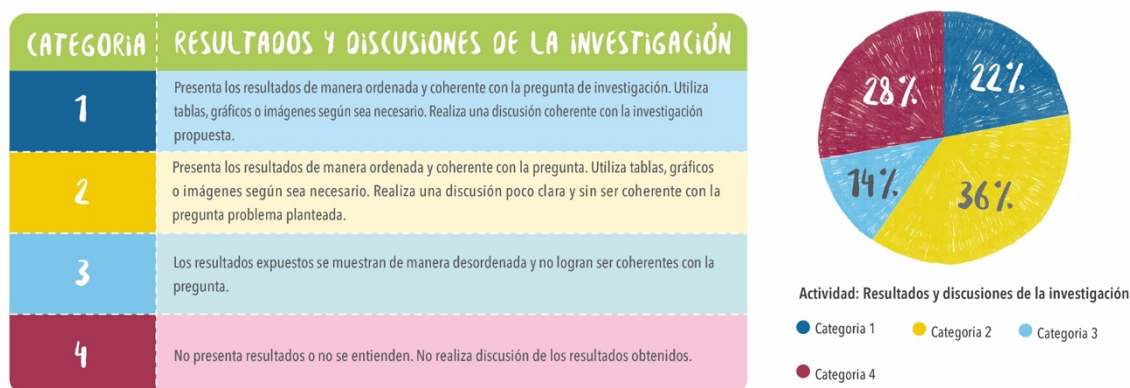 CATEGORIA
RESULTADOS Y DISCUSIONES DE LA INVESTIGACIÓN
1
Presenta los resultados de manera ordenada y coherente con la pregunta de investigación. Utiliza
tablas, gráficos o imágenes según sea necesario. Realiza una discusión coherente con la investigación
propuesta.
2
Presenta los resultados de manera ordenada y coherente con la pregunta. Utiliza tablas, gráficos
o imágenes según sea necesario. Realiza una discusión poco clara y sin ser coherente con la
pregunta problema planteada.
3
Los resultados expuestos se muestran de manera desordenada y no logran ser coherentes con la
pregunta.
4
No presenta resultados o no se entienden. No realiza discusión de los resultados obtenidos.
28%
22%
14%
36%
Actividad: Resultados y discusiones de la investigación
Categoria 1
Categoria 2
Categoria 3
Categoria 4